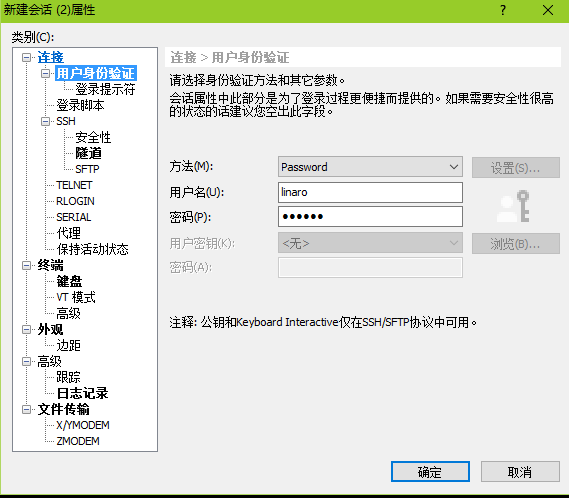 新建会话 (2)属性
?
类别(C):
连接
用户身份验证
登录提示符
登录脚本
SSH
安全性
隧道
SFTP
TELNET
RLOGIN
SERIAL
代理
保持活动状态
终端
键盘
VT 模式
高级
外观
边距
高级
跟踪
日志记录
文件传输
X/YMODEM
ZMODEM
连接 > 用户身份验证
请选择身份验证方法和其它参数。
会话属性中此部分是为了登录过程更便捷而提供的。如果需要安全性很高
的状态的话建议您空出此字段。
方法(M): Password 设置(S)...
用户名(U): linaro
密码(P): ●●●●●●
用户密钥(K): <无> 浏览(B)...
密码(A):
注释: 公钥和Keyboard Interactive仅在SSH/SFTP协议中可用。
确定 取消